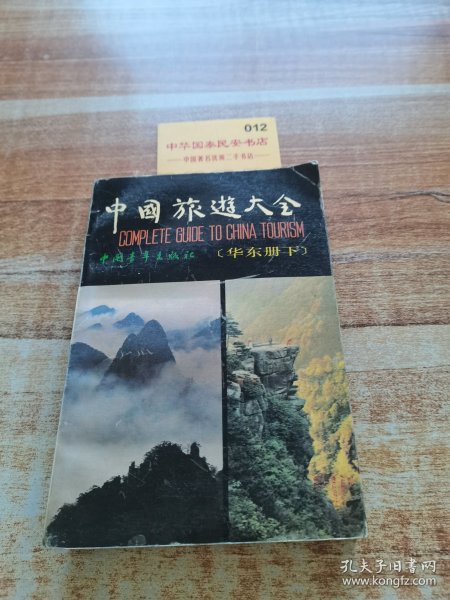 012
中华国泰民安书店
中国著名优质二手书店
中國旅遊大全
COMPLETE GUIDE TO CHINA TOURISM
中国青年出版社
〔华东册下〕
孔夫子旧书网
www.kongfz.com